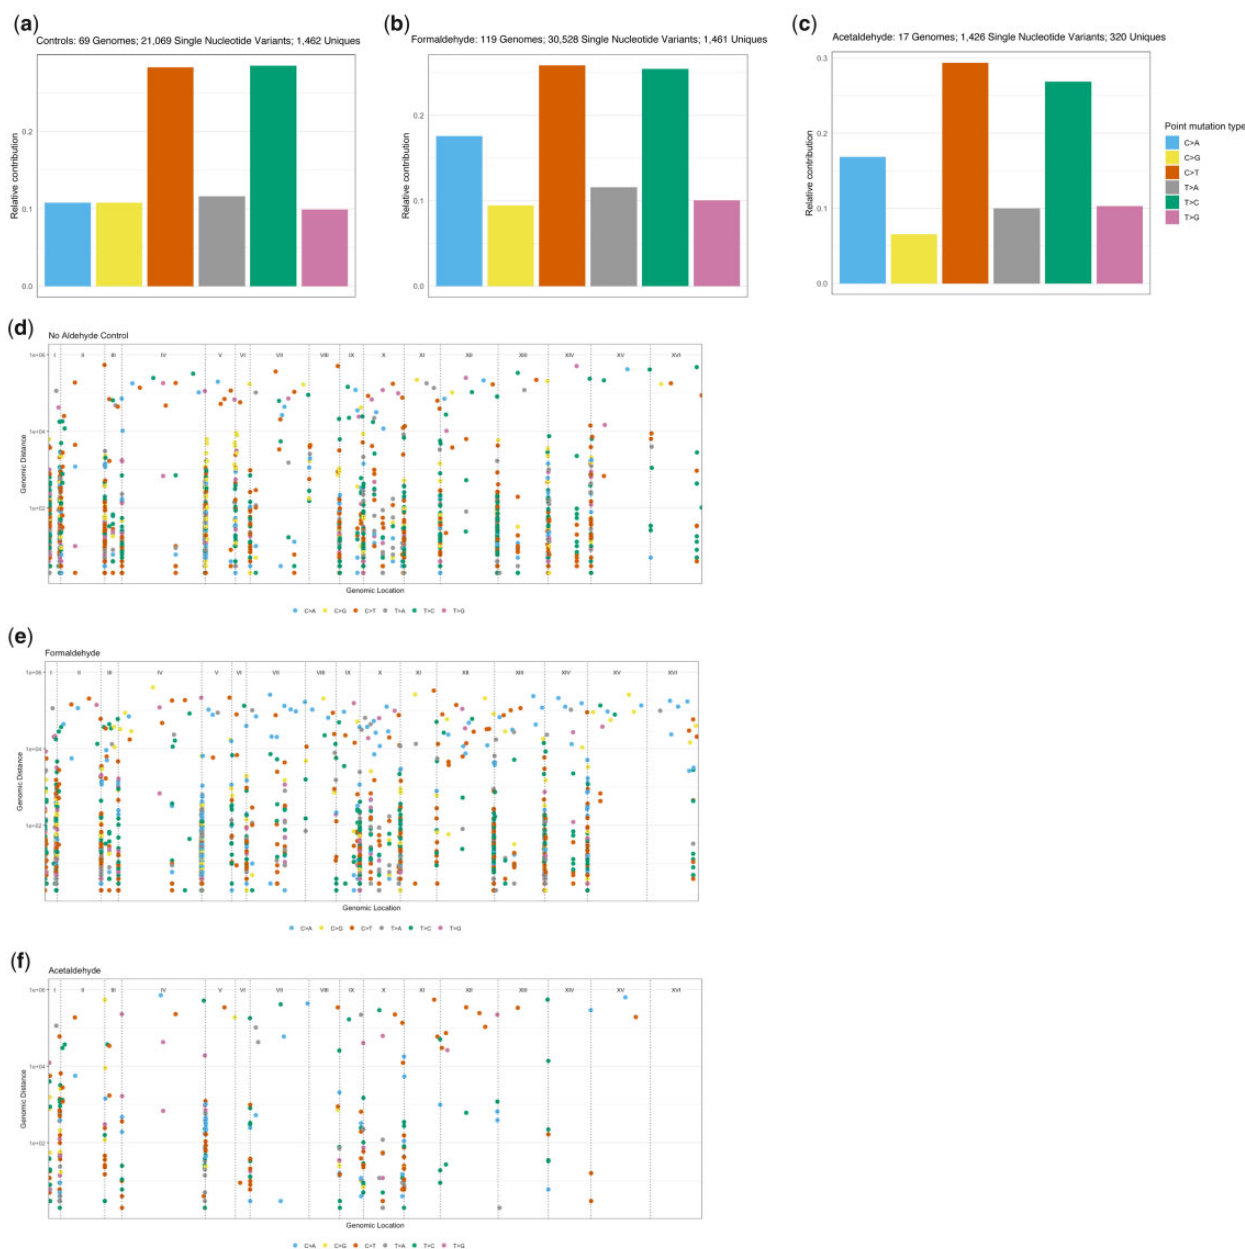 (a)
Controls: 69 Genomes; 21,069 Single Nucleotide Variants; 1,462 Uniques
Relative contribution
0.2
0.1
0.0
(b)
Formaldehyde: 119 Genomes; 30,528 Single Nucleotide Variants; 1,461 Uniques
Relative contribution
0.2
0.1
0.0
(c)
Acetaldehyde: 17 Genomes; 1,426 Single Nucleotide Variants; 320 Uniques
Relative contribution
0.3
0.2
0.1
0.0
Point mutation type
C>A
C>G
C>T
T>A
T>C
T>G
(d)
No Aldehyde Control
I II III IV V VI VII VIII IX X XI XII XIII XIV XV XVI
Genomic Distance
1e+06
1e+04
1e+02
Genomic Location
C>A C>G C>T T>A T>C T>G
(e)
Formaldehyde
I II III IV V VI VII VIII IX X XI XII XIII XIV XV XVI
Genomic Distance
1e+06
1e+04
1e+02
Genomic Location
C>A C>G C>T T>A T>C T>G
(f)
Acetaldehyde
I II III IV V VI VII VIII IX X XI XII XIII XIV XV XVI
Genomic Distance
1e+06
1e+04
1e+02
Genomic Location
C>A C>G C>T T>A T>C T>G